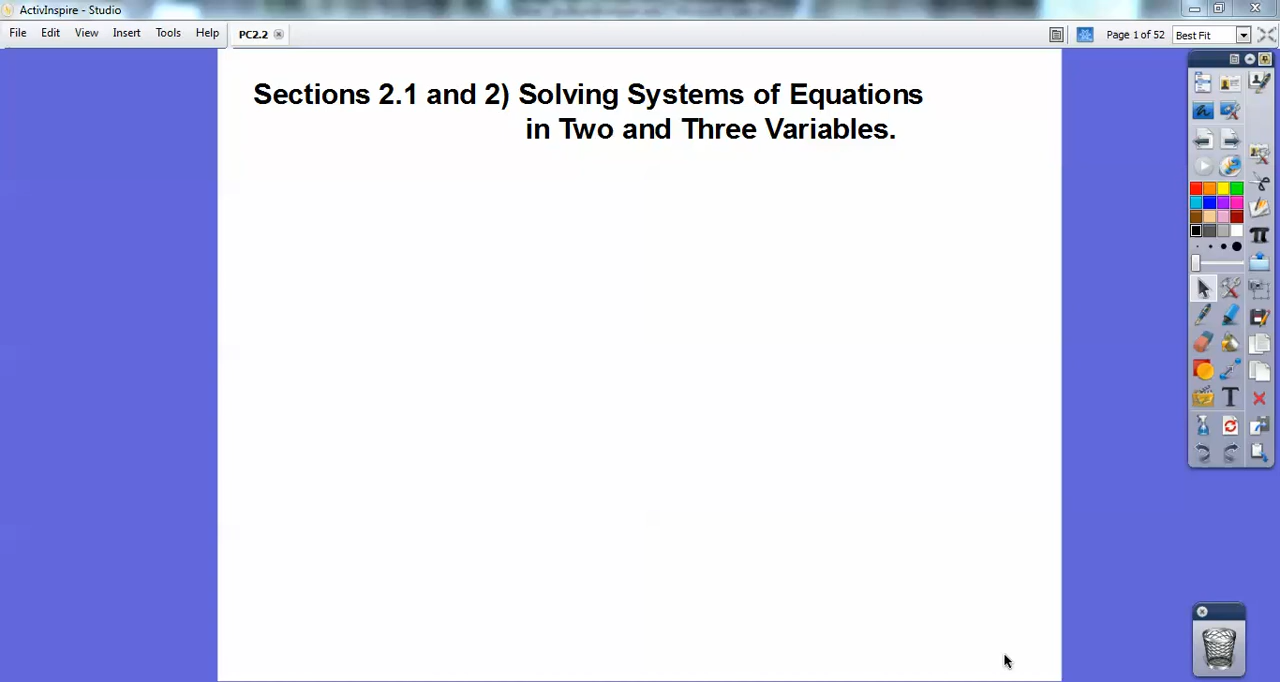 ActivInspire - Studio
File Edit View Insert Tools Help PC2.2 Page 1 of 52 Best Fit
Sections 2.1 and 2) Solving Systems of Equations
in Two and Three Variables.